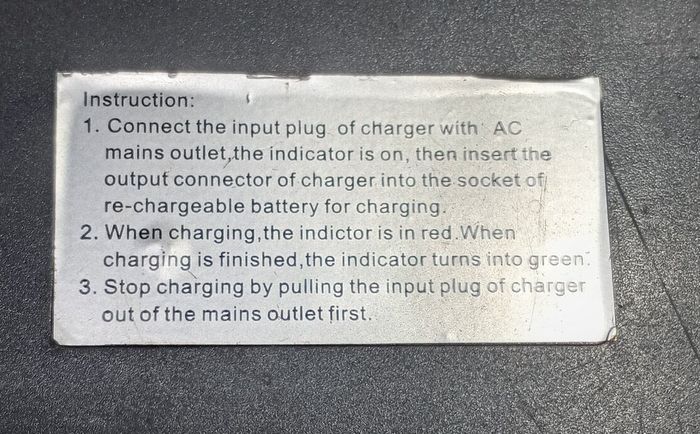 Instruction:
1. Connect the input plug of charger with AC
mains outlet,the indicator is on, then insert the
output connector of charger into the socket of
re-chargeable battery for charging.
2. When charging,the indictor is in red.When
charging is finished,the indicator turns into green.
3. Stop charging by pulling the input plug of charger
out of the mains outlet first.